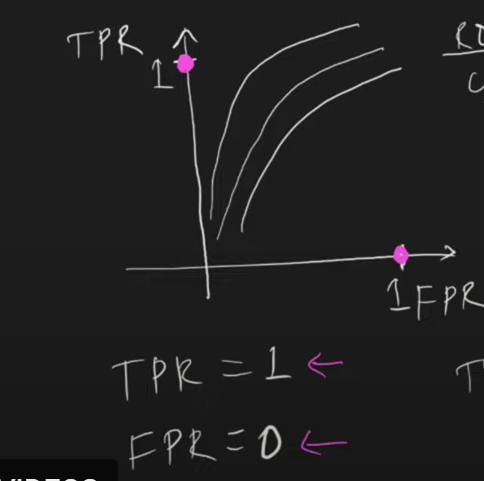 TPR
1
1 FPR
TPR = 1 ←
FPR = 0 ←